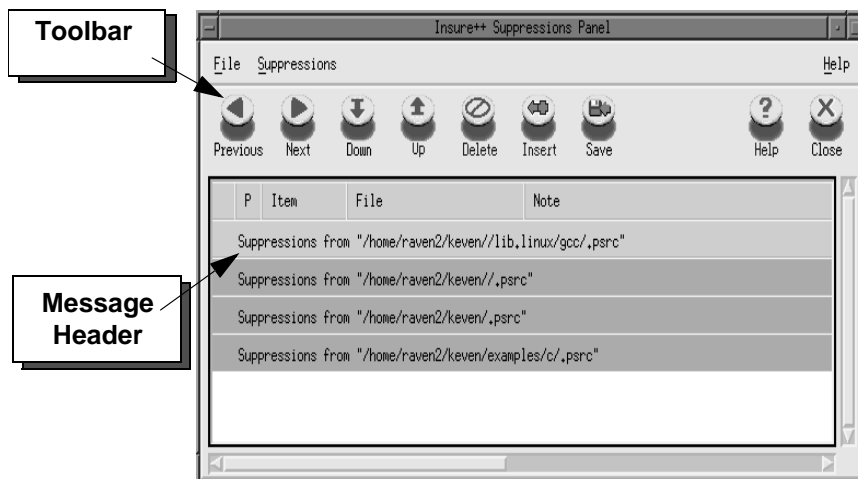 Toolbar
Insure++ Suppressions Panel
File Suppressions Help
Previous Next Down Up Delete Insert Save Help Close
P Item File Note
Suppressions from "/home/raven2/keven//lib.linux/gcc/.psrc"
Suppressions from "/home/raven2/keven//.psrc"
Suppressions from "/home/raven2/keven/.psrc"
Suppressions from "/home/raven2/keven/examples/c/.psrc"
Message
Header